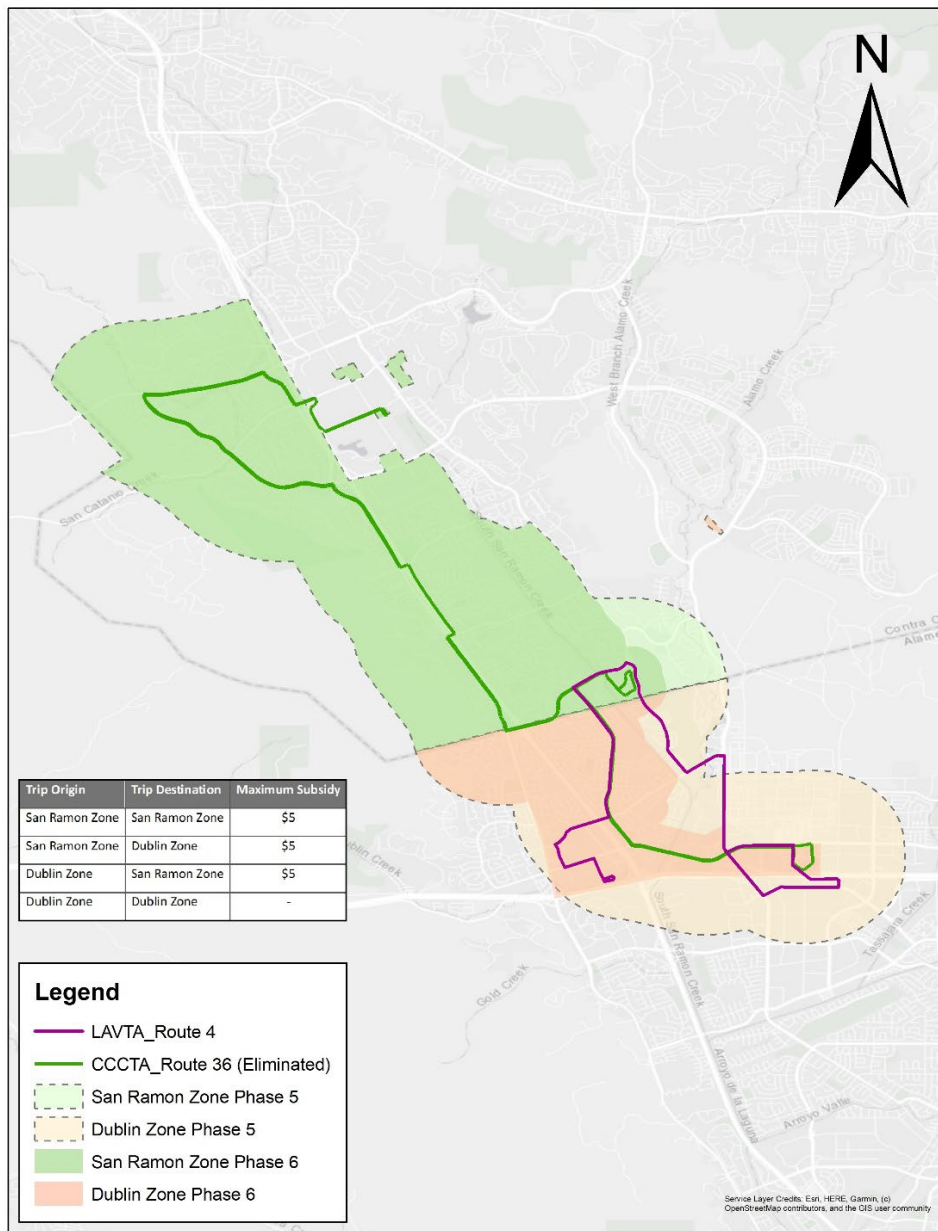 N
West Branch Alamo Creek
Alamo Creek
San Catanio Creek
South San Ramon Creek
Contra C
Alame
Trip Origin Trip Destination Maximum Subsidy
San Ramon Zone San Ramon Zone $5
San Ramon Zone Dublin Zone $5
Dublin Zone San Ramon Zone $5
Dublin Zone Dublin Zone -
blin Creek
Tassajara Creek
South San Ramon Creek
Gold Creek
Arroyo de la Laguna
Arroyo Valle
Legend
LAVTA_Route 4
CCCTA_Route 36 (Eliminated)
San Ramon Zone Phase 5
Dublin Zone Phase 5
San Ramon Zone Phase 6
Dublin Zone Phase 6
Service Layer Credits: Esri, HERE, Garmin, (c)
OpenStreetMap contributors, and the GIS user community